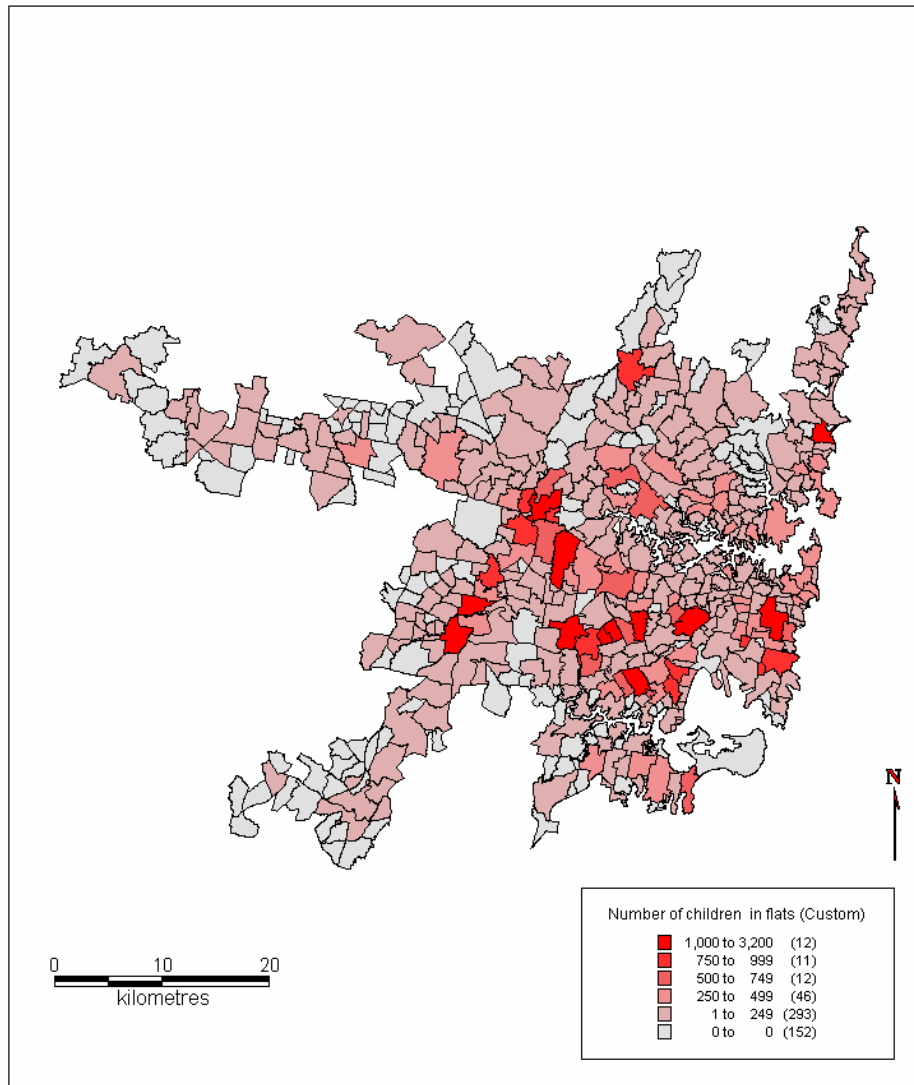 N
Number of children in flats (Custom)
1,000 to 3,200 (12)
750 to 999 (11)
500 to 749 (12)
250 to 499 (46)
1 to 249 (293)
0 to 0 (152)
0 10 20
kilometres